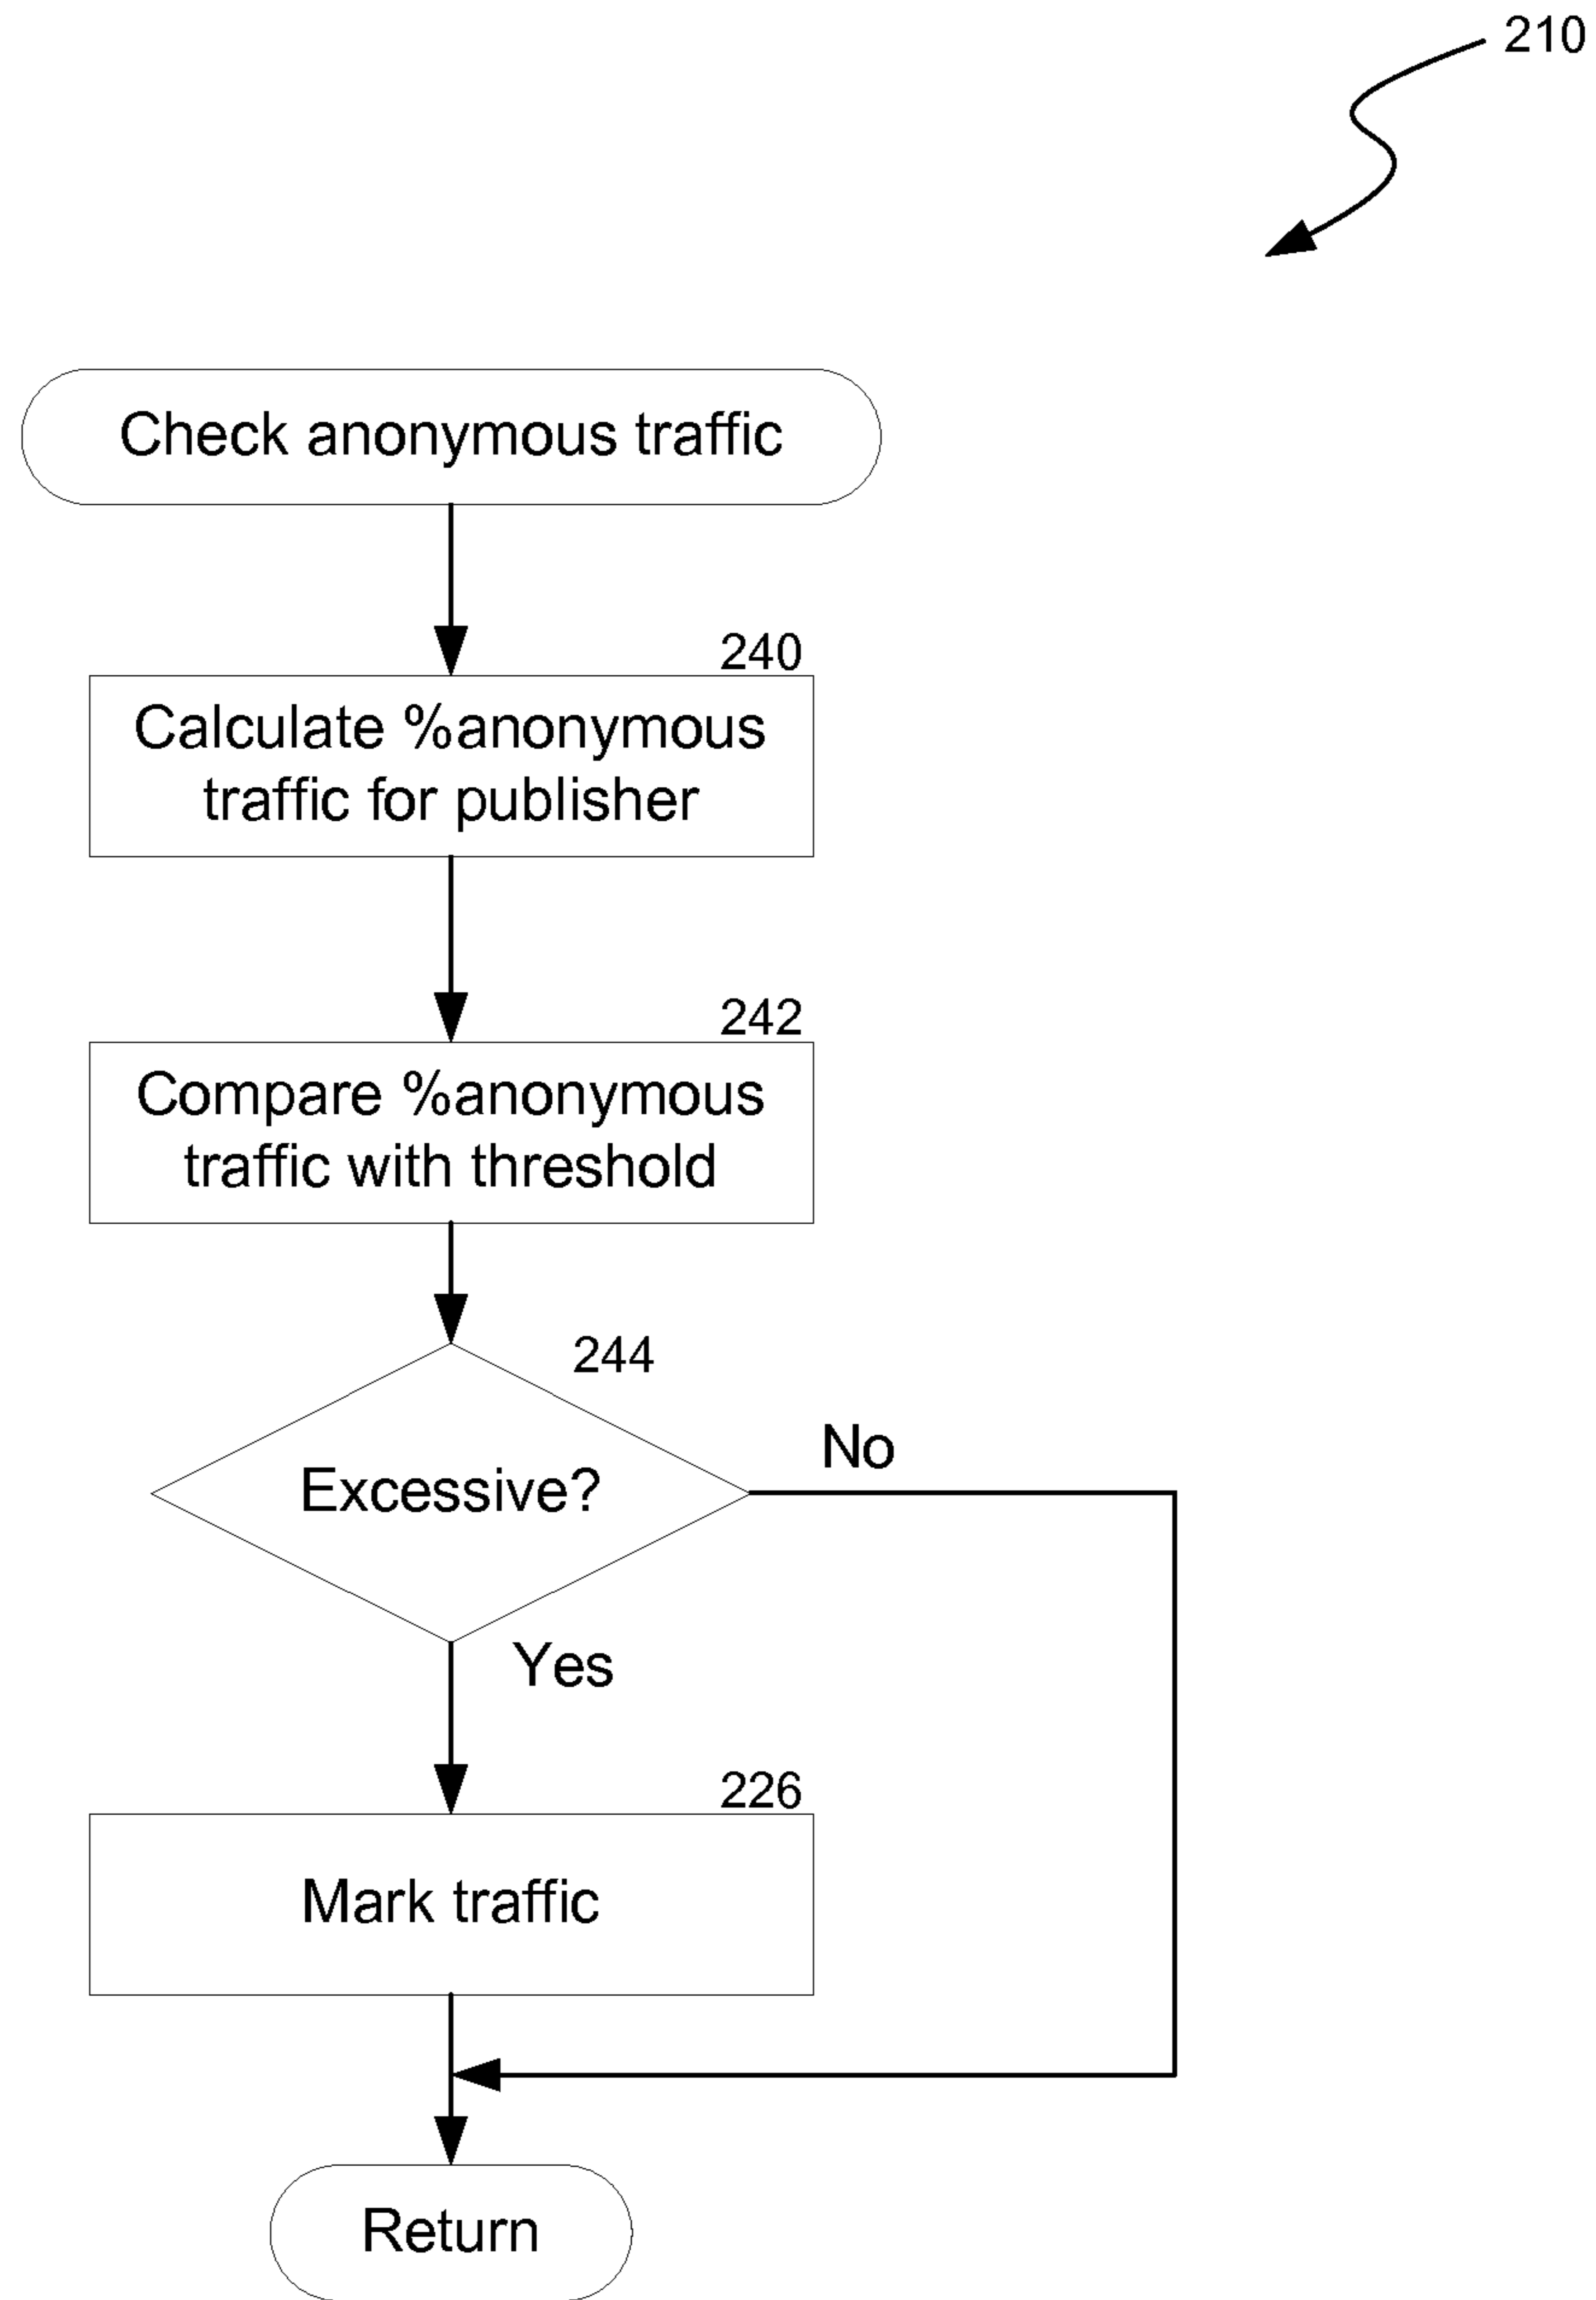 210
Check anonymous traffic
240
Calculate %anonymous
traffic for publisher
242
Compare %anonymous
traffic with threshold
244
Excessive?
No
Yes
226
Mark traffic
Return